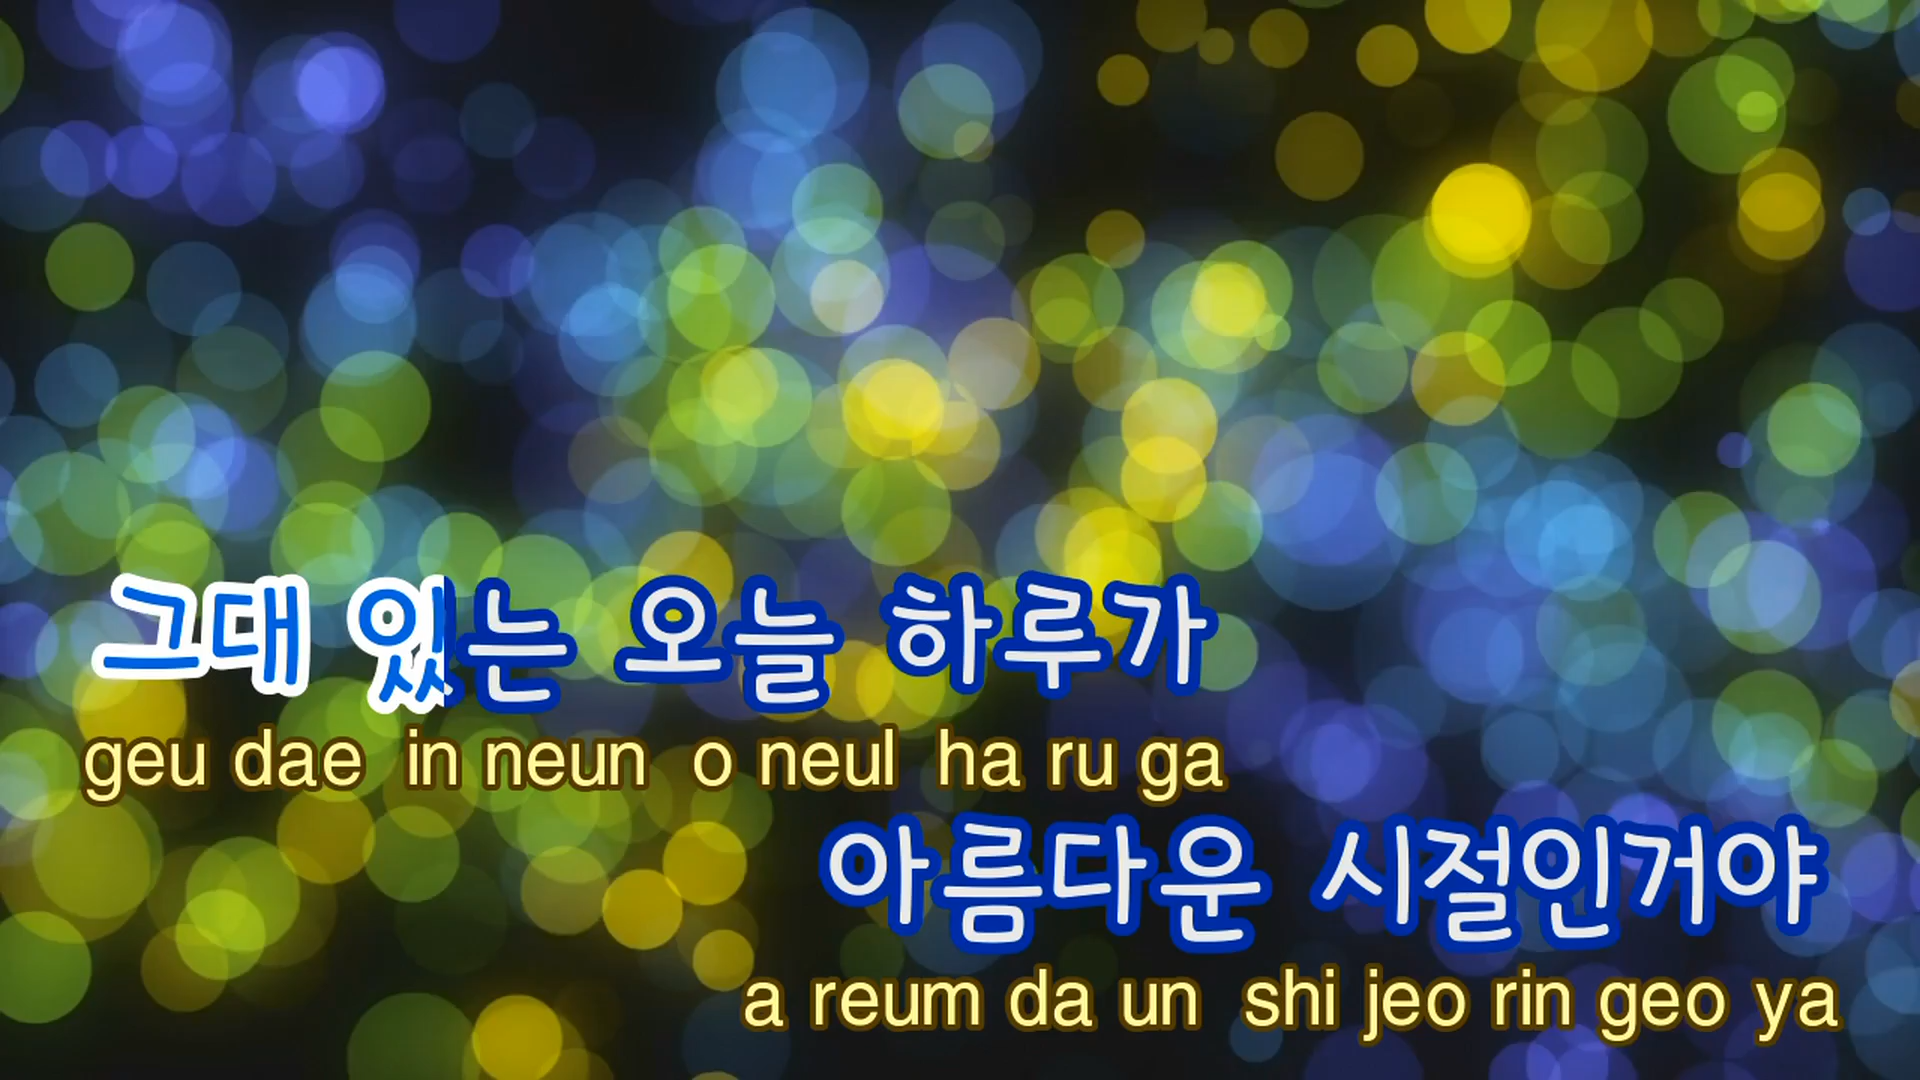 그대 있는 오늘 하루가
geu dae in neun o neul ha ru ga
아름다운 시절인거야
a reum da un shi jeo rin geo ya